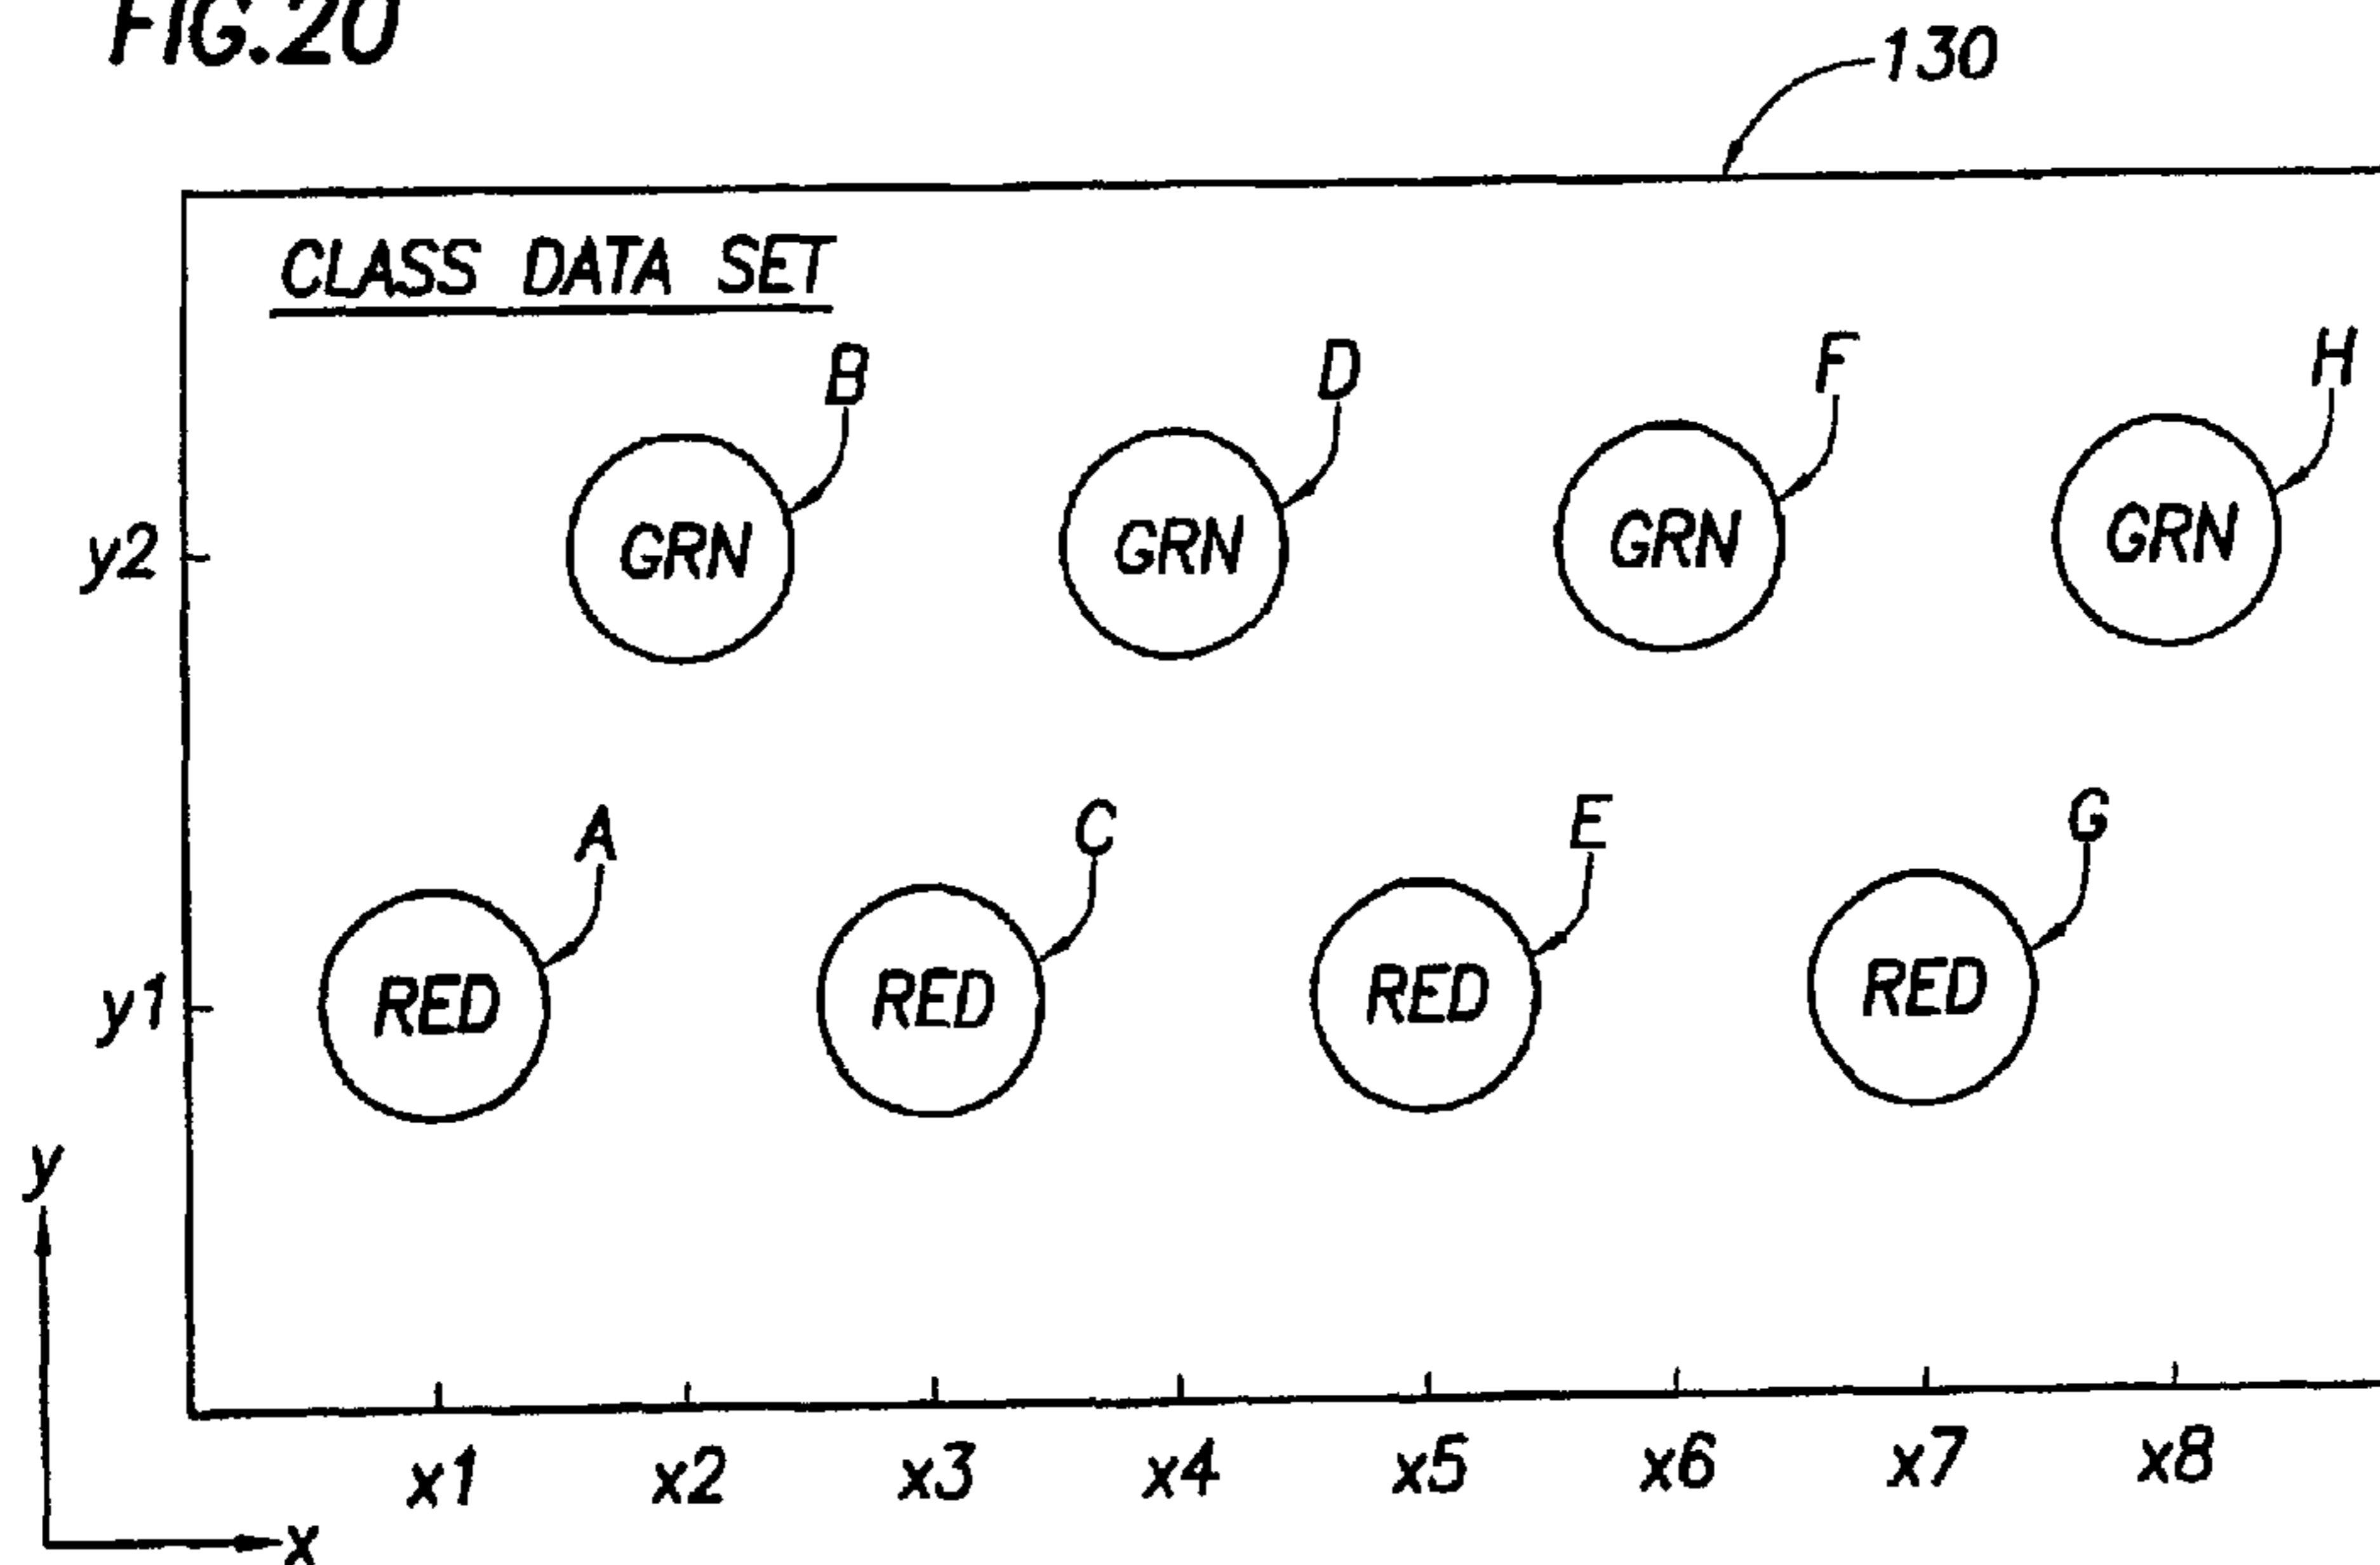 FIG.20
130
CLASS DATA SET
B D F H
y2 GRN GRN GRN GRN
A C E G
y1 RED RED RED RED
y
x1 x2 x3 x4 x5 x6 x7 x8
x